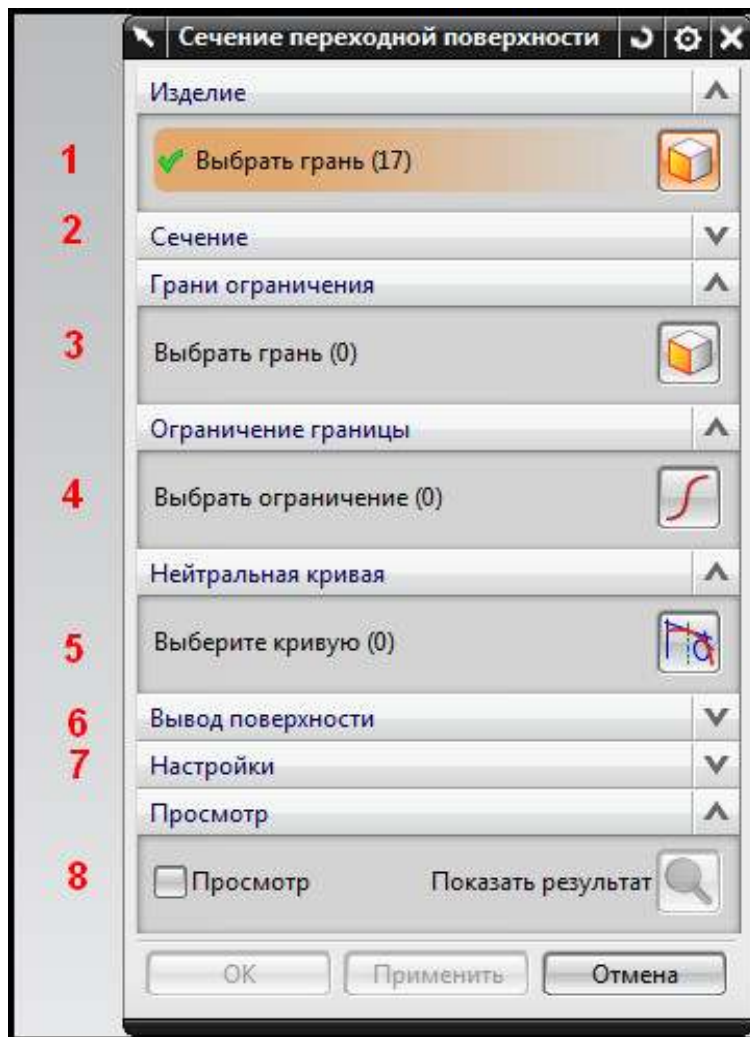 Сечение переходной поверхности
Изделие
1 Выбрать грань (17)
2 Сечение
Грани ограничения
3 Выбрать грань (0)
Ограничение границы
4 Выбрать ограничение (0)
Нейтральная кривая
5 Выберите кривую (0)
6 Вывод поверхности
7 Настройки
Просмотр
8 Просмотр Показать результат
ОК Применить Отмена